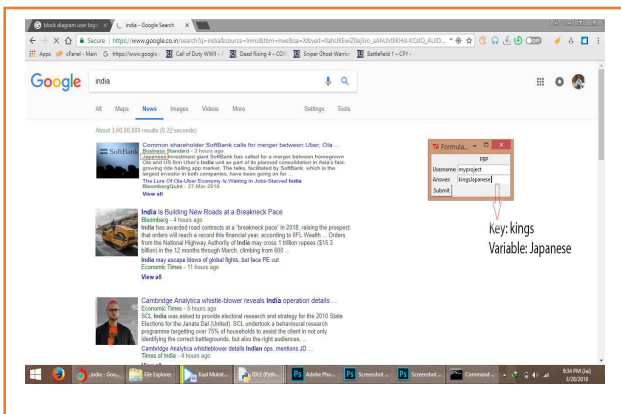 block diagram user login
india - Google Search
Secure https://www.google.co.in/search?q=india&source=lnms&tbm=nws&sa=X&ved=
Apps cPanel - Main G https://www.google. Call of Duty WWII - Dead Rising 4 – CODEX Sniper Ghost Warrior Battlefield 1 – CPY -
Google
india
All Maps News Images Videos More Settings Tools
About 3,60,00,000 results (0.22 seconds)
Common shareholder SoftBank calls for merger between Uber, Ola ...
SoftBank
Business Standard - 2 hours ago
Japanese investment giant SoftBank has called for a merger between homegrown
Ola and US firm Uber's India unit as part of its planned consolidation in Asia's fast-
growing ride hailing app market. The talks, facilitated by SoftBank, which is the
largest investor in both companies, have been going on for ...
The Lure Of Ola-Uber Economy Is Wanting In Jobs-Starved India
BloombergQuint - 27-Mar-2018
View all
India Is Building New Roads at a Breakneck Pace
Bloomberg - 4 hours ago
India has awarded road contracts at a "breakneck pace" in 2018, raising the prospect
that orders will reach a record this financial year, according to IIFL Wealth ... Orders
from the National Highway Authority of India may cross 1 trillion rupees ($15.3
billion) in the 12 months through March, climbing from 600 ...
India may escape blows of global fights, but face PE cut
Economic Times - 11 hours ago
View all
Cambridge Analytica whistle-blower reveals India operation details ...
Economic Times - 5 hours ago
SCL India was asked to provide electoral research and strategy for the 2010 State
Elections for the Janata Dal (United). SCL undertook a behavioural research
programme targeting over 75% of households to assist the client in not only
identifying the correct battlegrounds, but also the right audiences, ...
Cambridge Analytica whistleblower details Indian ops, mentions JD ...
Times of India - 4 hours ago
Formula...
FBP
Username: myproject
Answer: kingsJapanese
Submit
Key: kings
Variable: Japanese
india - Goo... File Explorer Kaal Mulat... IDLE (Pyth... Adobe Pho... Screenshot ... Screenshot ... Command ...
9:34 PM
3/28/2018